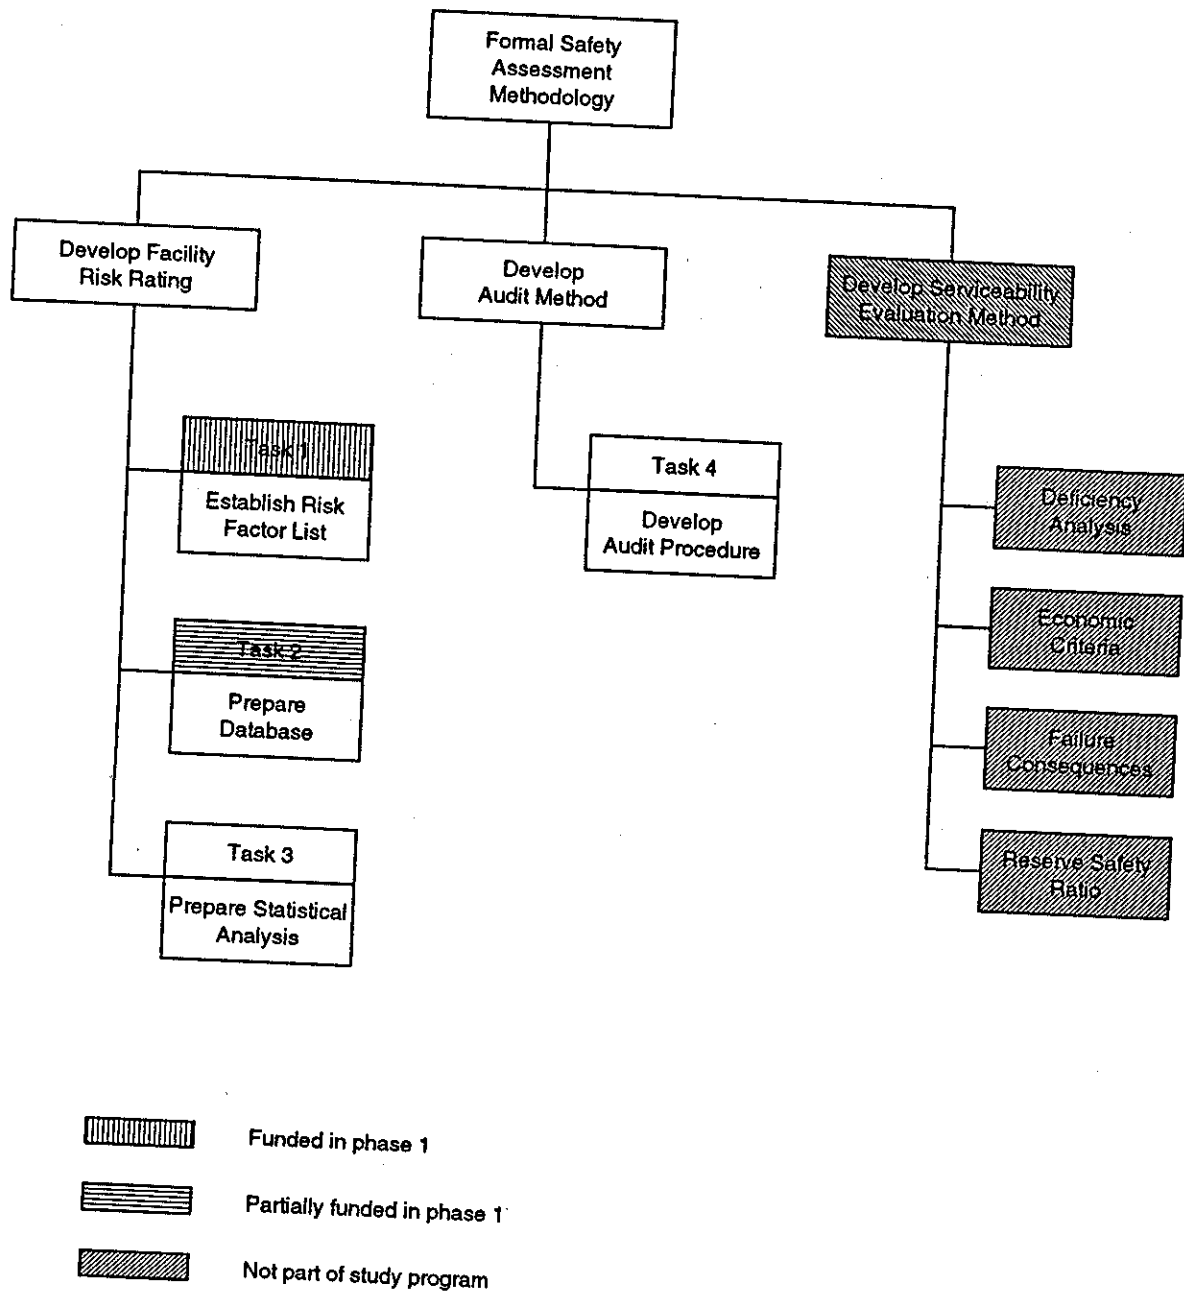 Formal Safety
Assessment
Methodology
Develop Facility
Risk Rating
Develop
Audit Method
Develop Serviceability
Evaluation Method
Task 1
Establish Risk
Factor List
Task 2
Prepare
Database
Task 3
Prepare Statistical
Analysis
Task 4
Develop
Audit Procedure
Deficiency
Analysis
Economic
Criteria
Failure
Consequences
Reserve Safety
Ratio
Funded in phase 1
Partially funded in phase 1
Not part of study program